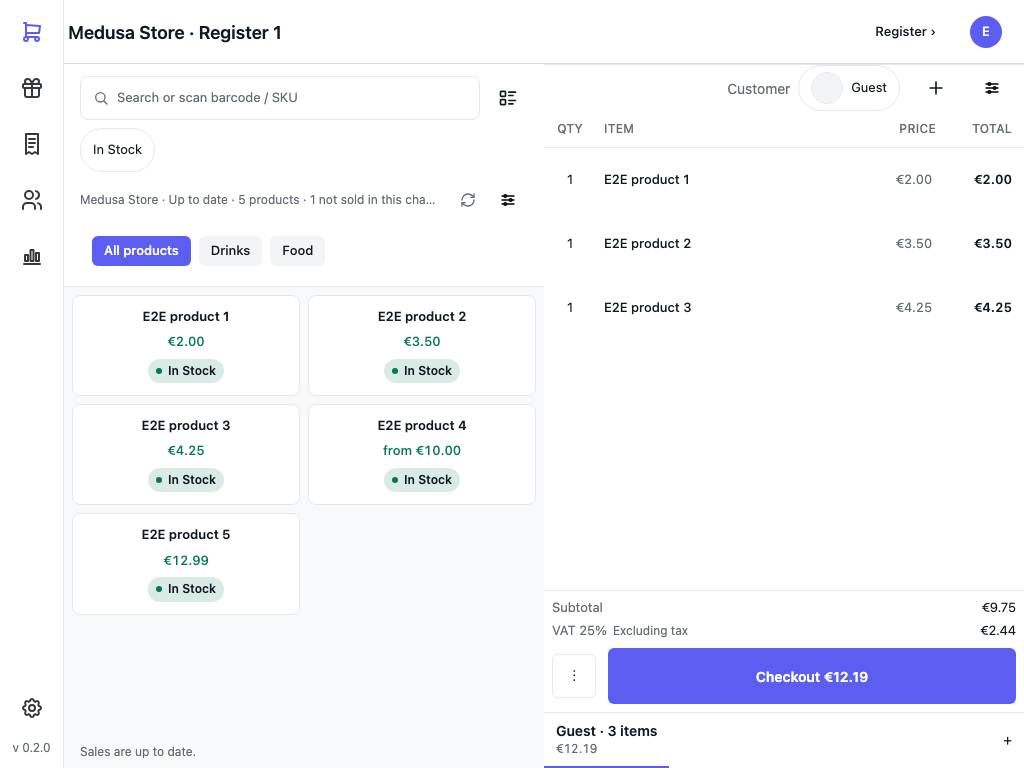 Medusa Store · Register 1
Register ›
E
Search or scan barcode / SKU
In Stock
Medusa Store · Up to date · 5 products · 1 not sold in this cha...
All products
Drinks
Food
E2E product 1
€2.00
In Stock
E2E product 2
€3.50
In Stock
E2E product 3
€4.25
In Stock
E2E product 4
from €10.00
In Stock
E2E product 5
€12.99
In Stock
Sales are up to date.
v 0.2.0
Customer
Guest
QTY ITEM PRICE TOTAL
1 E2E product 1 €2.00 €2.00
1 E2E product 2 €3.50 €3.50
1 E2E product 3 €4.25 €4.25
Subtotal €9.75
VAT 25% Excluding tax €2.44
Checkout €12.19
Guest · 3 items
€12.19
+